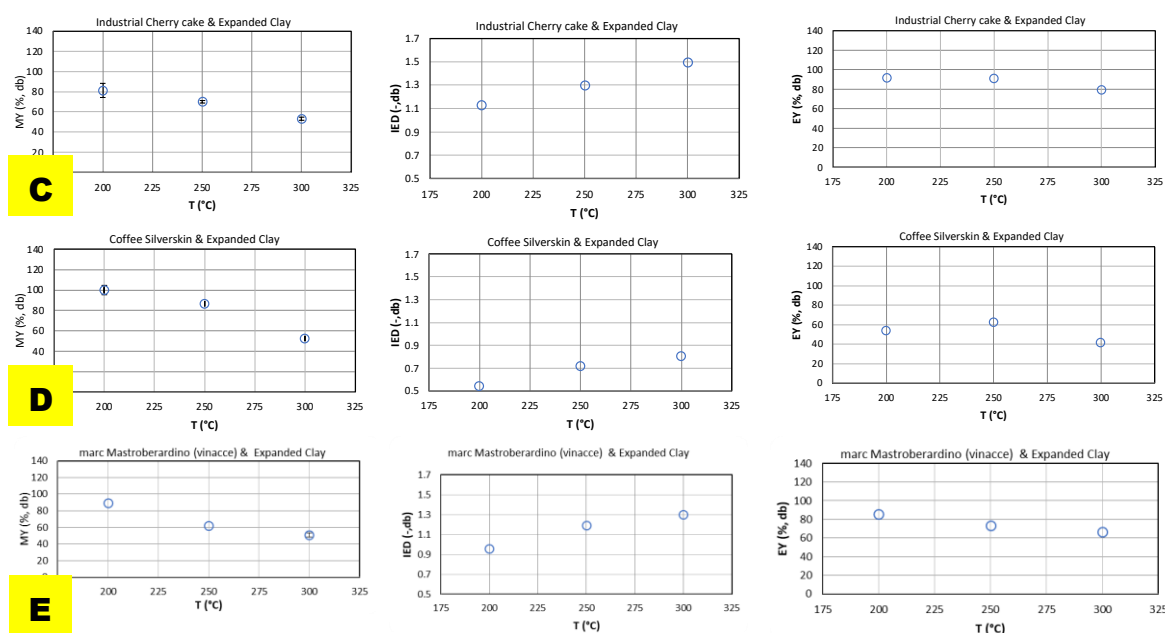 Industrial Cherry cake & Expanded Clay
140
120
100
80
60
40
MY (%, db)
200 225 250 275 300 325
T (°C)
C
Industrial Cherry cake & Expanded Clay
1.7
1.5
1.3
1.1
0.9
0.7
0.5
IED (-,db)
175 200 225 250 275 300 325
T (°C)
Industrial Cherry cake & Expanded Clay
140
120
100
80
60
40
20
0
EY (%, db)
175 200 225 250 275 300 325
T (°C)
Coffee Silverskin & Expanded Clay
140
120
100
80
60
40
MY (%, db)
200 225 250 275 300 325
T (°C)
D
Coffee Silverskin & Expanded Clay
1.7
1.5
1.3
1.1
0.9
0.7
0.5
IED (-,db)
175 200 225 250 275 300 325
T (°C)
Coffee Silverskin & Expanded Clay
140
120
100
80
60
40
20
0
EY (%, db)
175 200 225 250 275 300 325
T (°C)
marc Mastroberardino (vinacce) & Expanded Clay
140
120
100
80
60
40
20
MY (%, db)
200 225 250 275 300 325
T (°C)
E
marc Mastroberardino (vinacce) & Expanded Clay
1.7
1.5
1.3
1.1
0.9
0.7
0.5
IED (-,db)
175 200 225 250 275 300 325
T (°C)
marc Mastroberardino (vinacce) & Expanded Clay
140
120
100
80
60
40
20
0
EY (%, db)
175 200 225 250 275 300 325
T (°C)